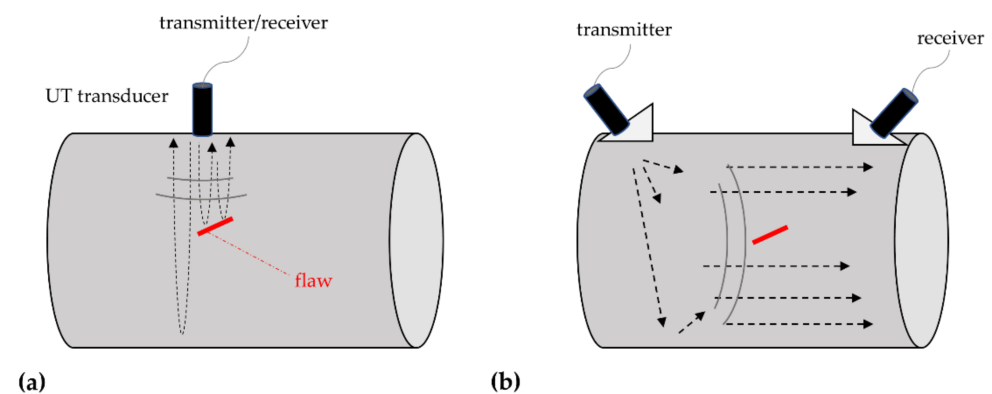 transmitter/receiver
UT transducer
flaw
(a)
transmitter
receiver
(b)